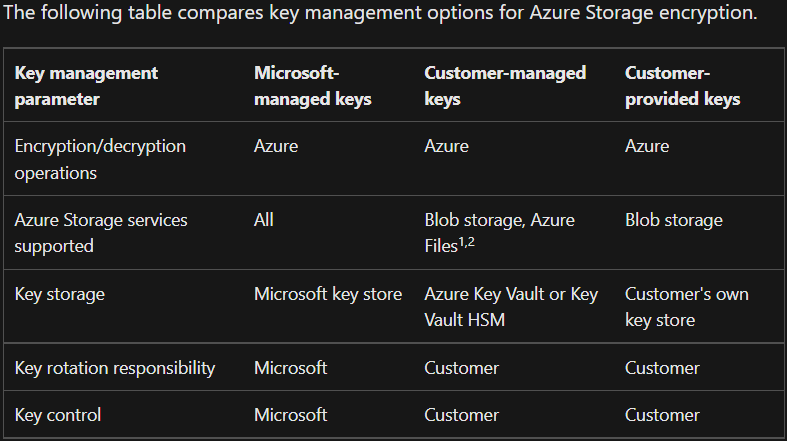 The following table compares key management options for Azure Storage encryption.
Key management parameter | Microsoft-managed keys | Customer-managed keys | Customer-provided keys
Encryption/decryption operations | Azure | Azure | Azure
Azure Storage services supported | All | Blob storage, Azure Files1,2 | Blob storage
Key storage | Microsoft key store | Azure Key Vault or Key Vault HSM | Customer's own key store
Key rotation responsibility | Microsoft | Customer | Customer
Key control | Microsoft | Customer | Customer